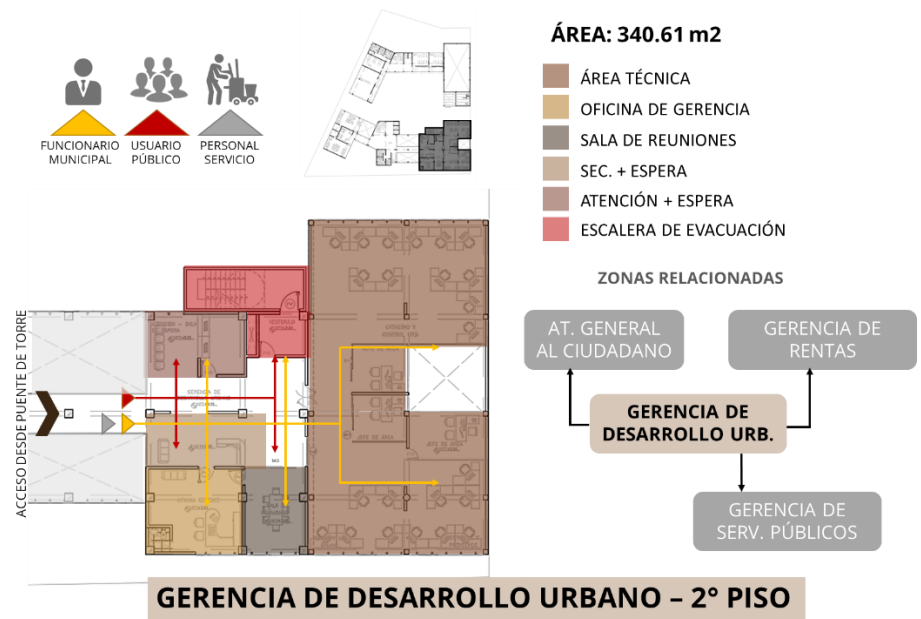 ÁREA: 340.61 m2
ÁREA TÉCNICA
OFICINA DE GERENCIA
SALA DE REUNIONES
SEC. + ESPERA
ATENCIÓN + ESPERA
ESCALERA DE EVACUACIÓN
FUNCIONARIO
MUNICIPAL
USUARIO
PÚBLICO
PERSONAL
SERVICIO
ACCESO DESDE PUENTE DE TORRE
ZONAS RELACIONADAS
AT. GENERAL
AL CIUDADANO
GERENCIA DE
RENTAS
GERENCIA DE
DESARROLLO URB.
GERENCIA DE
SERV. PÚBLICOS
GERENCIA DE DESARROLLO URBANO – 2° PISO